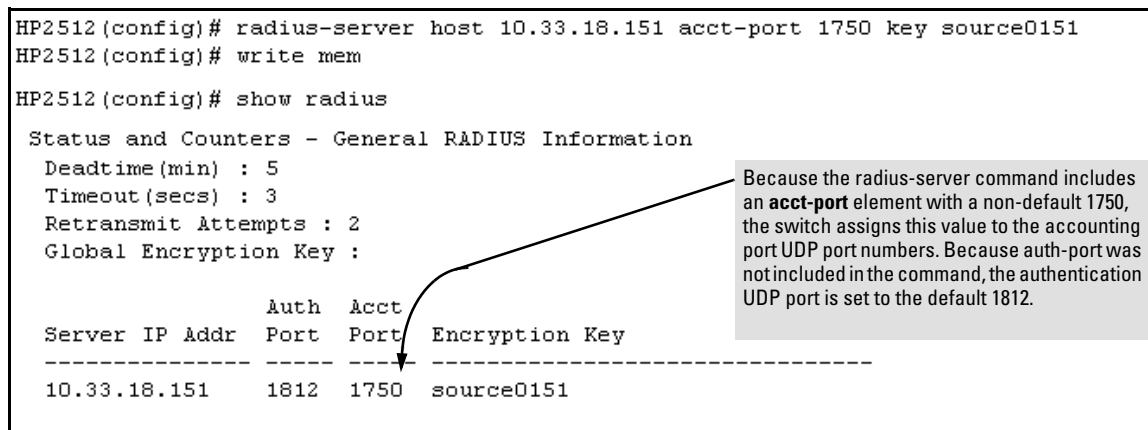 HP2512(config)# radius-server host 10.33.18.151 acct-port 1750 key source0151
HP2512(config)# write mem
HP2512(config)# show radius
Status and Counters - General RADIUS Information
Deadtime(min) : 5
Timeout(secs) : 3
Retransmit Attempts : 2
Global Encryption Key :
Because the radius-server command includes
an acct-port element with a non-default 1750,
the switch assigns this value to the accounting
port UDP port numbers. Because auth-port was
not included in the command, the authentication
UDP port is set to the default 1812.
Auth Acct
Server IP Addr Port Port Encryption Key
--------------- ----- ----- --------------------------------
10.33.18.151 1812 1750 source0151